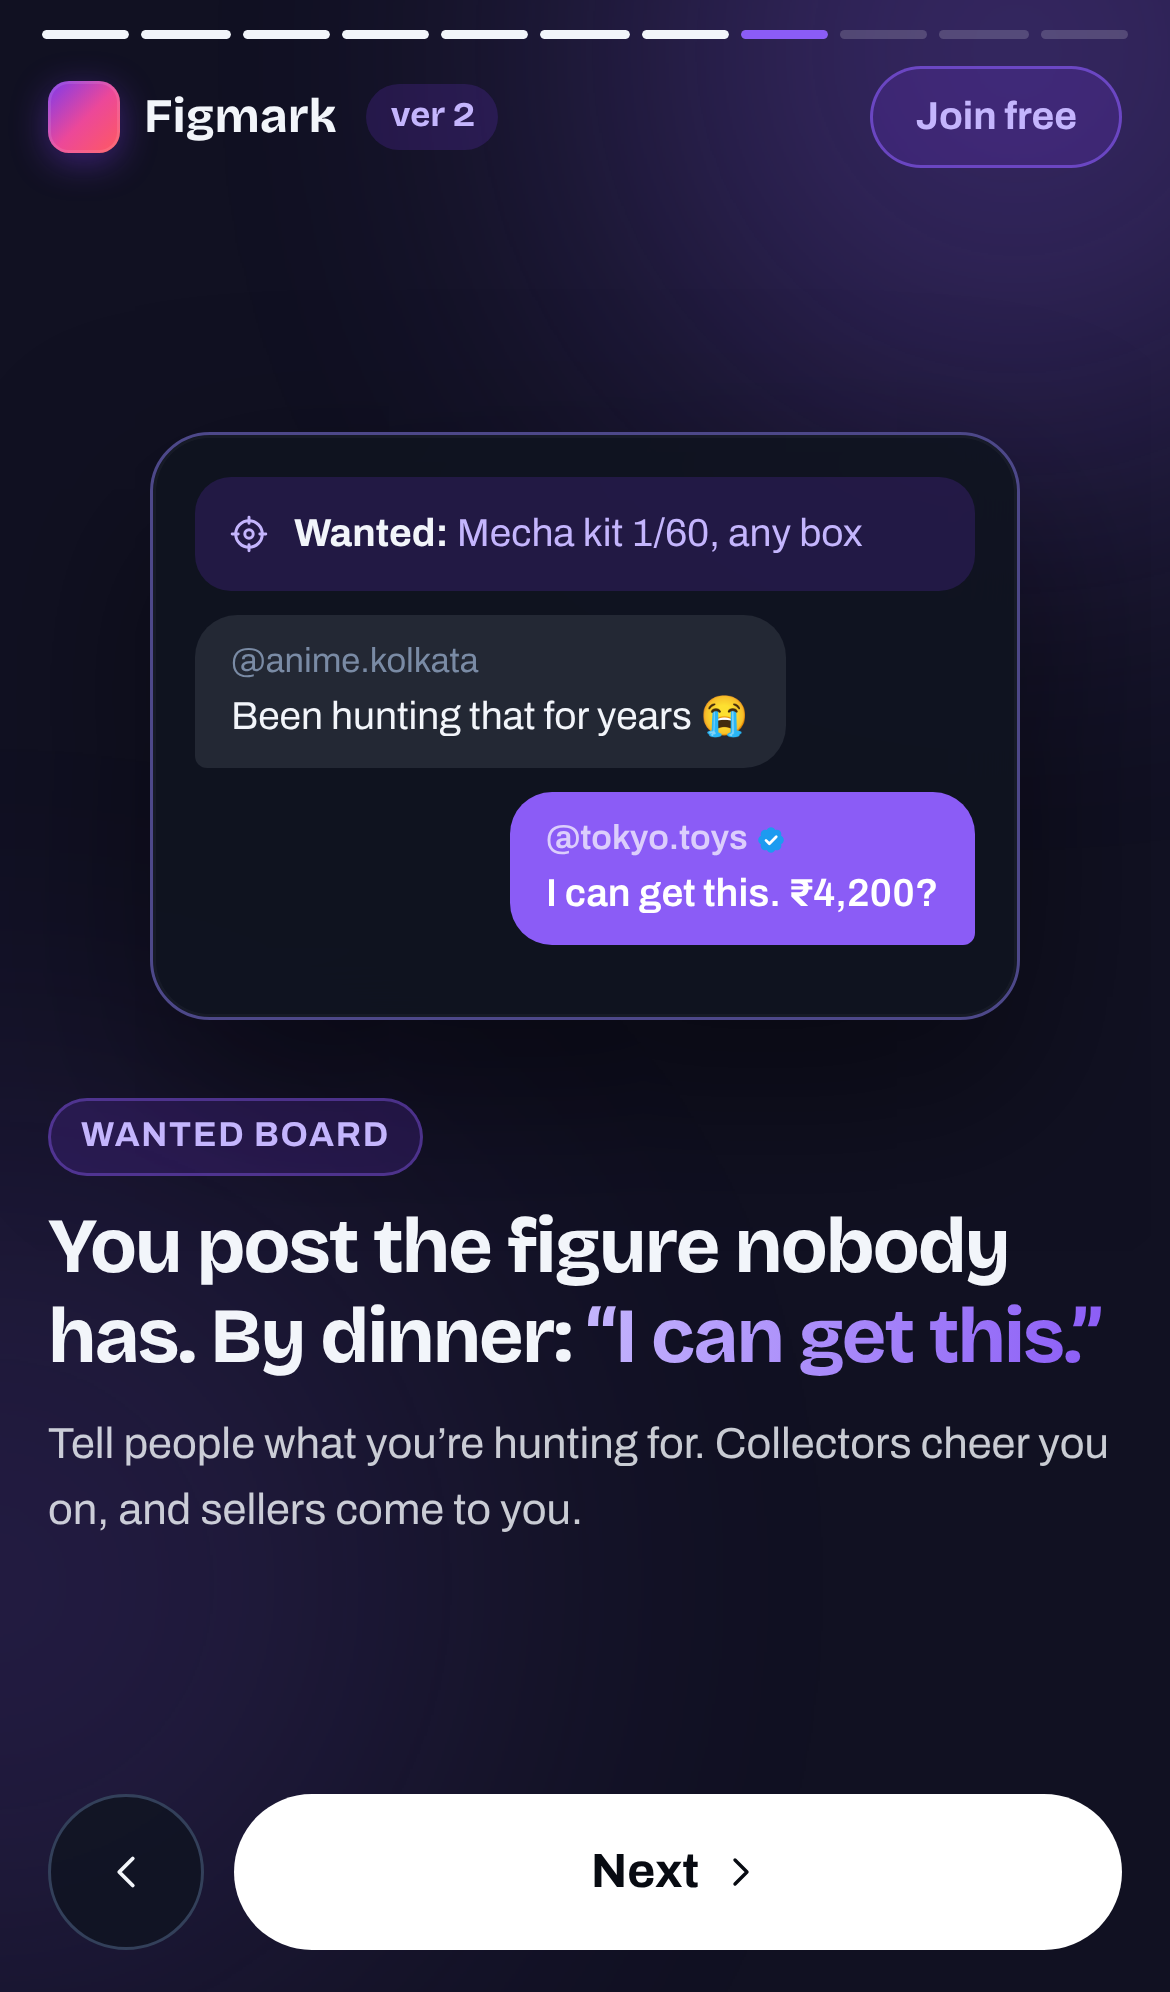 Figmark ver 2
Join free
Wanted: Mecha kit 1/60, any box
@anime.kolkata
Been hunting that for years 😭
@tokyo.toys
I can get this. ₹4,200?
WANTED BOARD
You post the figure nobody
has. By dinner: “I can get this.”
Tell people what you’re hunting for. Collectors cheer you
on, and sellers come to you.
Next